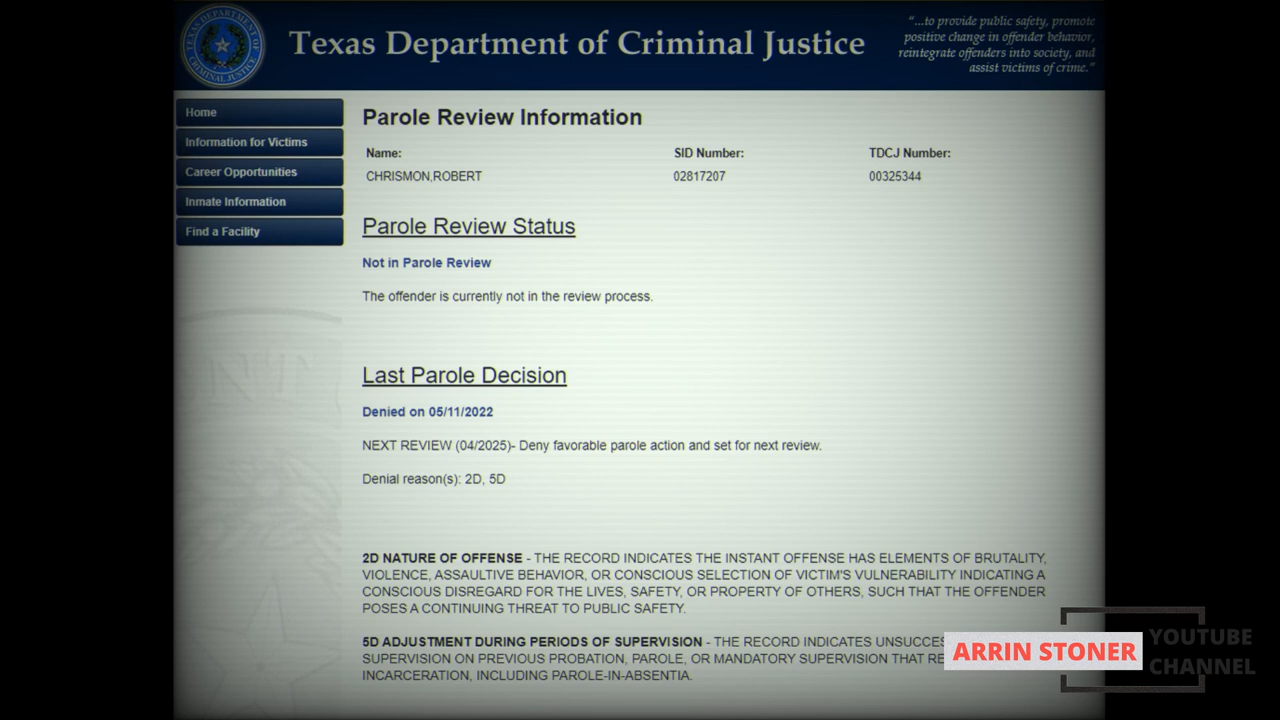 Texas Department of Criminal Justice
“...to provide public safety, promote
positive change in offender behavior,
reintegrate offenders into society, and
assist victims of crime.”
TEXAS DEPARTMENT OF
CRIMINAL JUSTICE
Home
Information for Victims
Career Opportunities
Inmate Information
Find a Facility
Parole Review Information
Name: SID Number: TDCJ Number:
CHRISMON,ROBERT 02817207 00325344
Parole Review Status
Not in Parole Review
The offender is currently not in the review process.
Last Parole Decision
Denied on 05/11/2022
NEXT REVIEW (04/2025)- Deny favorable parole action and set for next review.
Denial reason(s): 2D, 5D
2D NATURE OF OFFENSE - THE RECORD INDICATES THE INSTANT OFFENSE HAS ELEMENTS OF BRUTALITY,
VIOLENCE, ASSAULTIVE BEHAVIOR, OR CONSCIOUS SELECTION OF VICTIM'S VULNERABILITY INDICATING A
CONSCIOUS DISREGARD FOR THE LIVES, SAFETY, OR PROPERTY OF OTHERS, SUCH THAT THE OFFENDER
POSES A CONTINUING THREAT TO PUBLIC SAFETY.
5D ADJUSTMENT DURING PERIODS OF SUPERVISION - THE RECORD INDICATES
SUPERVISION ON PREVIOUS PROBATION, PAROLE, OR MANDATORY SUPERVISION THAT
INCARCERATION, INCLUDING PAROLE-IN-ABSENTIA.
ARRIN STONER
YOUTUBE
CHANNEL